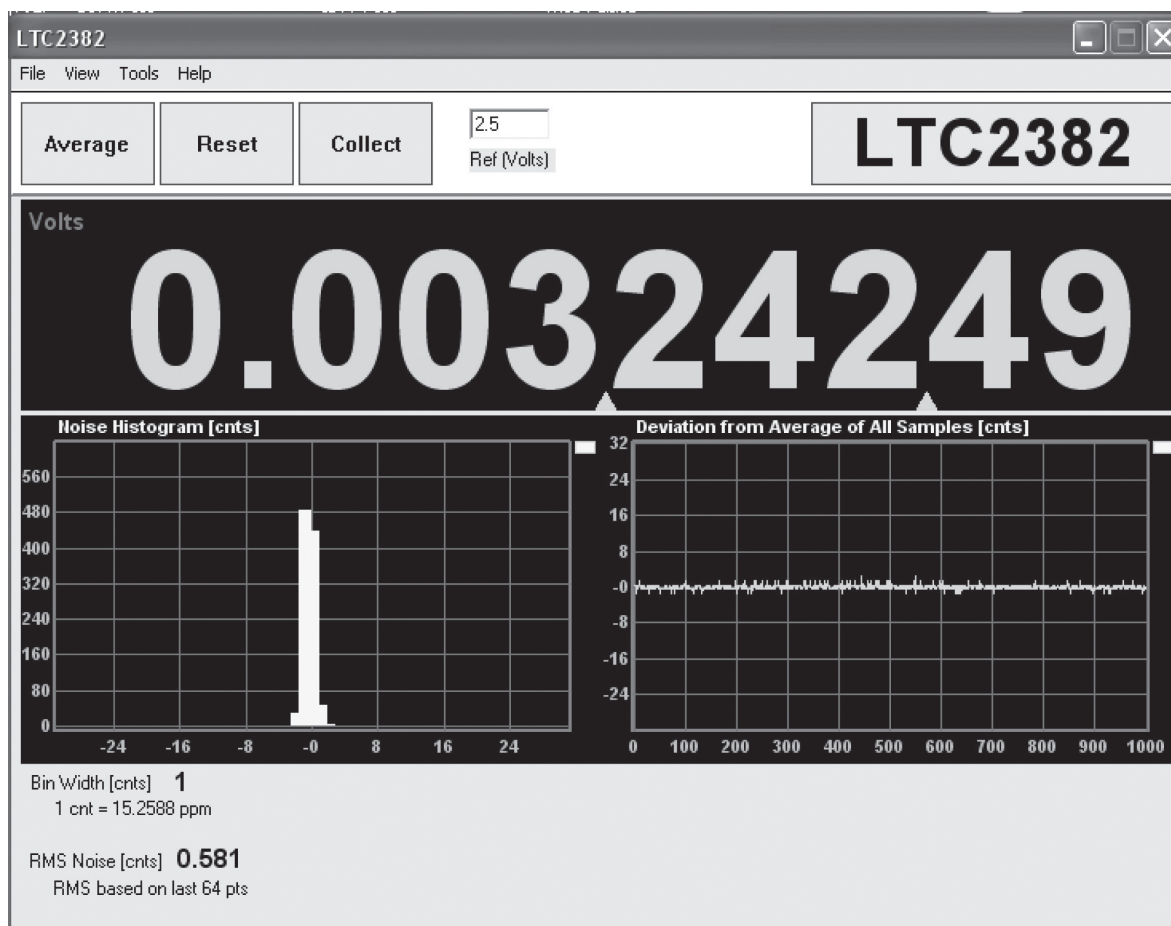 LTC2382
File View Tools Help
Average Reset Collect
2.5
Ref (Volts)
LTC2382
Volts
0.00324249
Noise Histogram [cnts]
560
480
400
320
240
160
80
0
-24 -16 -8 -0 8 16 24
Deviation from Average of All Samples [cnts]
32
24
16
8
-0
-8
-16
-24
0 100 200 300 400 500 600 700 800 900 1000
Bin Width [cnts] 1
1 cnt = 15.2588 ppm
RMS Noise [cnts] 0.581
RMS based on last 64 pts